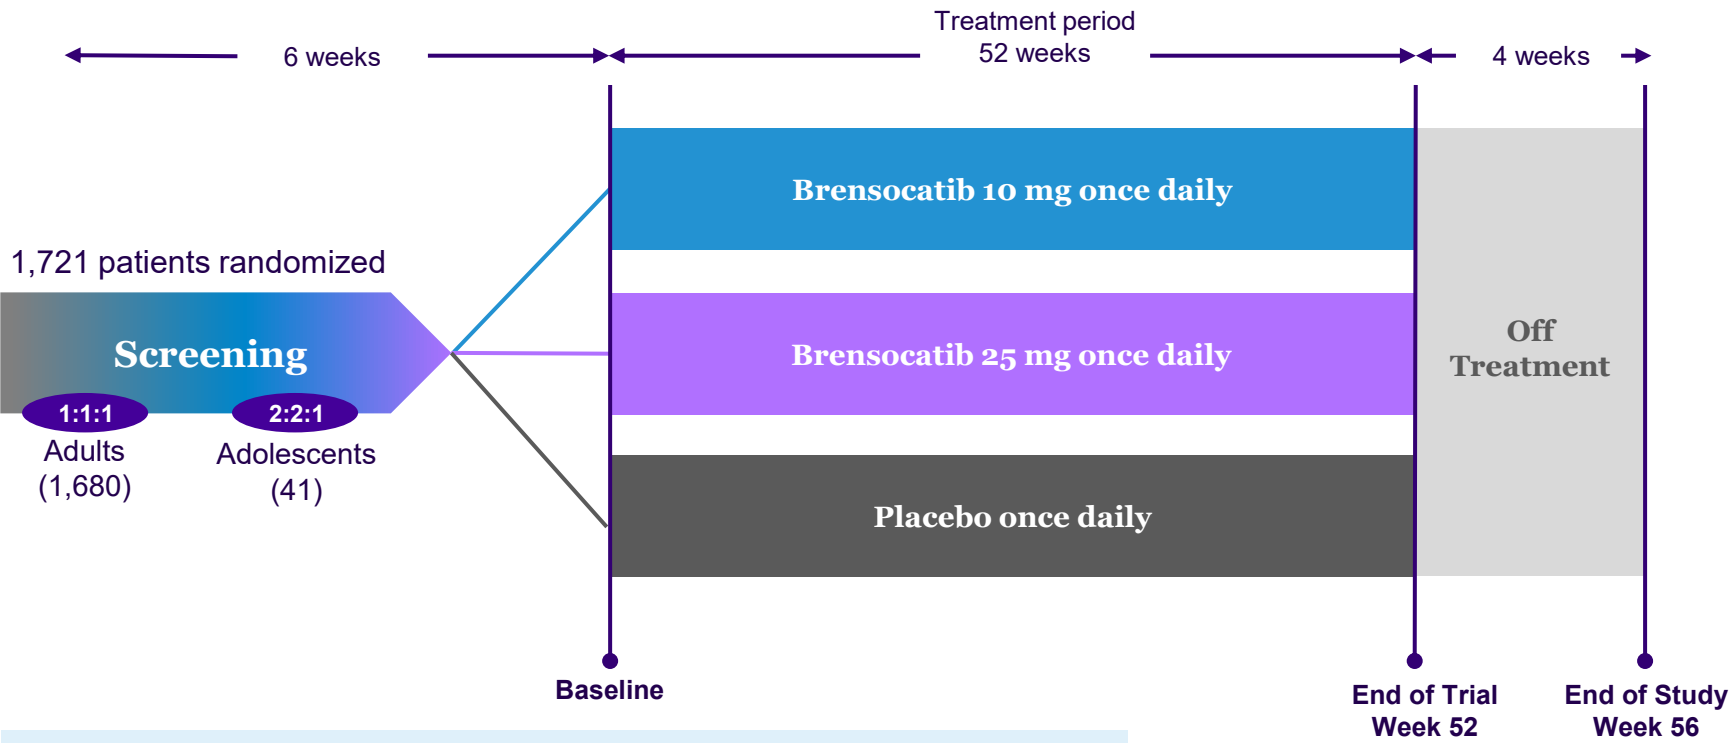 Treatment period
6 weeks
52 weeks
4 weeks
1,721 patients randomized
Screening
1:1:1
2:2:1
Adults
(1,680)
Adolescents
(41)
Brensocatib 10 mg once daily
Brensocatib 25 mg once daily
Placebo once daily
Off
Treatment
Baseline
End of Trial
Week 52
End of Study
Week 56